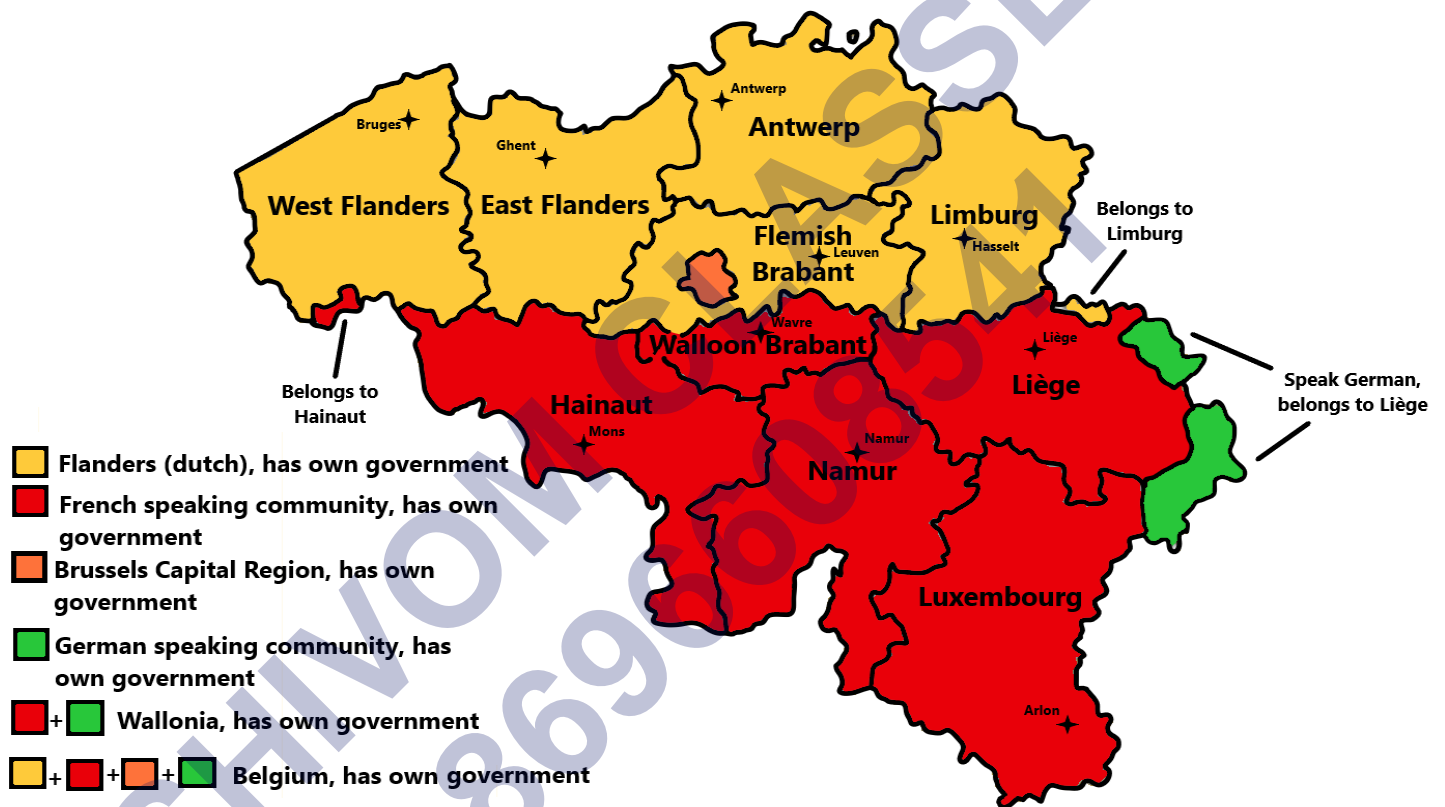 Antwerp
Antwerp
Bruges
Ghent
West Flanders
East Flanders
Flemish
Brabant
Leuven
Limburg
Hasselt
Belongs to
Limburg
Wavre
Walloon Brabant
Liège
Liège
Belongs to
Hainaut
Hainaut
Mons
Namur
Namur
Speak German,
belongs to Liège
Luxembourg
Arlon
Flanders (dutch), has own government
French speaking community, has own
government
Brussels Capital Region, has own
government
German speaking community, has
own government
+ Wallonia, has own government
+ + + Belgium, has own government
SHIVOM CLASSE
8696608541